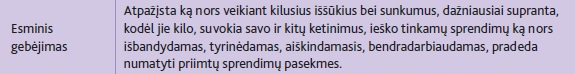 Esminis
gebėjimas
Atpažįsta ką nors veikiant kilusius iššūkius bei sunkumus, dažniausiai supranta,
kodėl jie kilo, suvokia savo ir kitų ketinimus, ieško tinkamų sprendimų ką nors
išbandydamas, tyrinėdamas, aiškindamasis, bendradarbiaudamas, pradeda
numatyti priimtų sprendimų pasekmes.